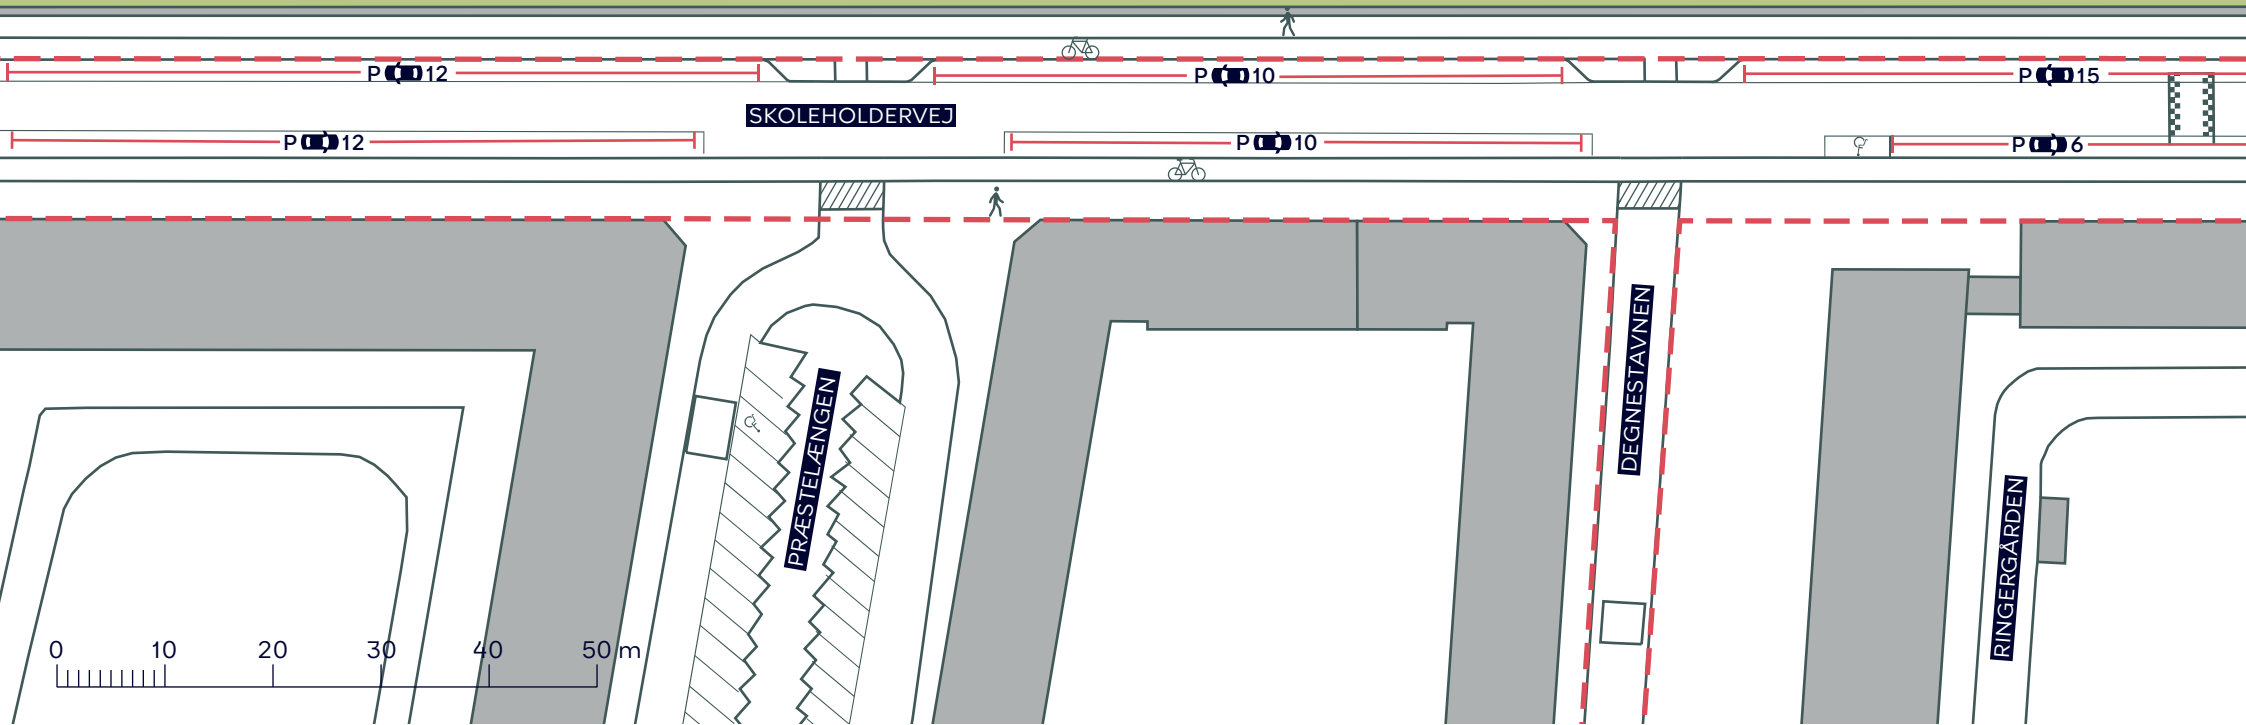 P 12
P 10
P 15
SKOLEHOLDERVEJ
P 12
P 10
P 6
PRÆSTELÆNGEN
DEGNESTAVNEN
RINGERGÅRDEN
0 10 20 30 40 50 m